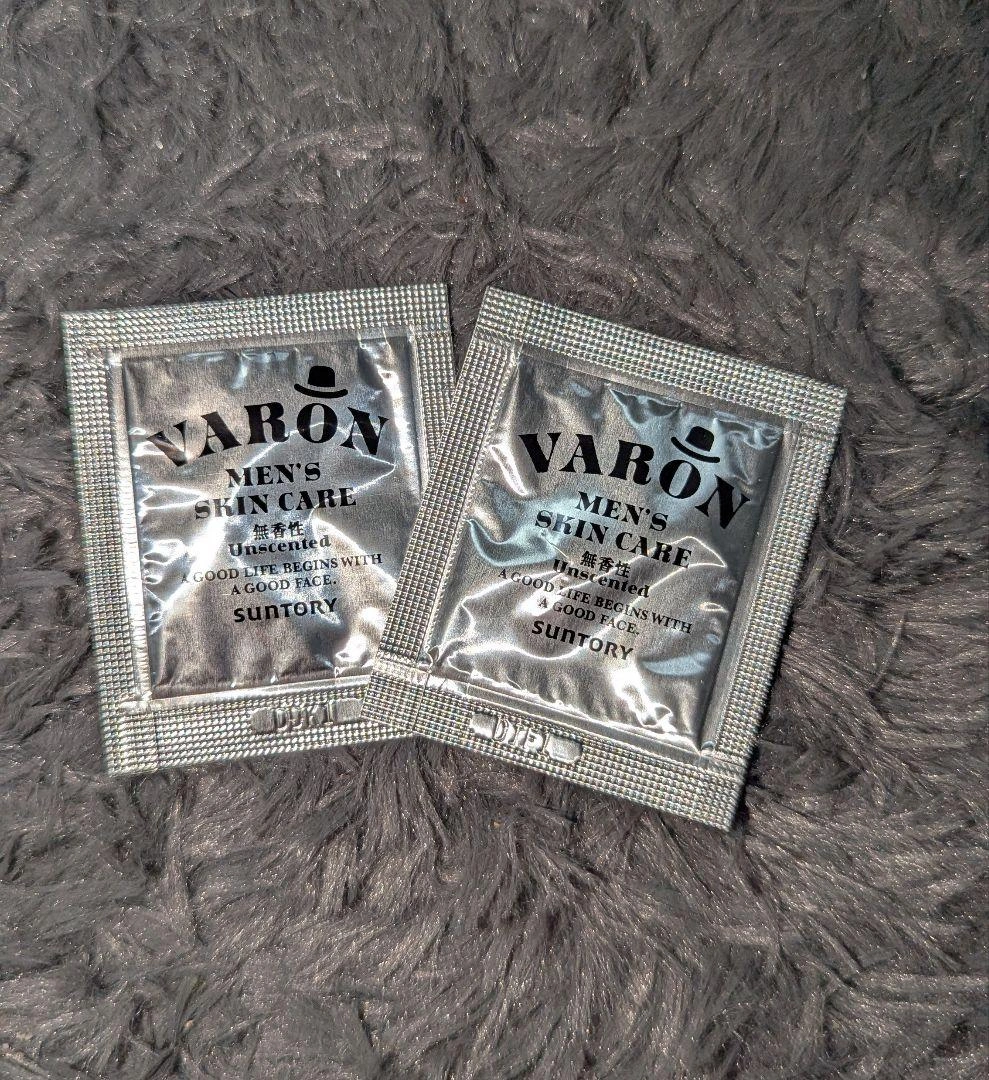 VARON
MEN'S
SKIN CARE
無香性
Unscented
A GOOD LIFE BEGINS WITH
A GOOD FACE.
SUNTORY
VARON
MEN'S
SKIN CARE
無香性
Unscented
A GOOD LIFE BEGINS WITH
A GOOD FACE.
SUNTORY